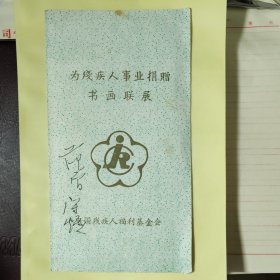 为残疾人事业捐赠
书画联展
国残疾人福利基金会